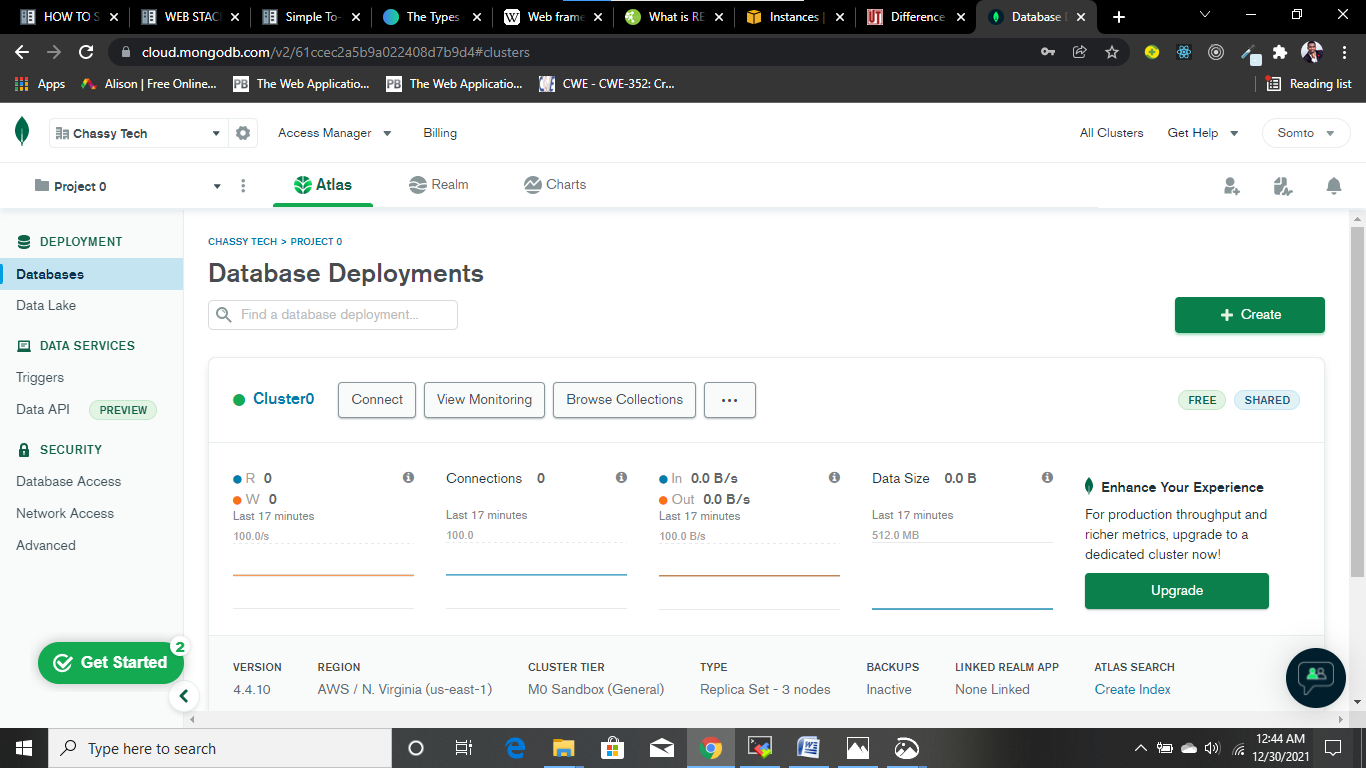 HOW TO S
WEB STAC
Simple To-
The Types
Web frame
What is RE
Instances |
Difference
Database D
cloud.mongodb.com/v2/61ccec2a5b9a022408d7b9d4#clusters
Apps
Alison | Free Online...
PB The Web Applicatio...
PB The Web Applicatio...
CWE - CWE-352: Cr...
Reading list
Chassy Tech
Access Manager
Billing
All Clusters
Get Help
Somto
Project 0
Atlas
Realm
Charts
DEPLOYMENT
Databases
Data Lake
DATA SERVICES
Triggers
Data API PREVIEW
SECURITY
Database Access
Network Access
Advanced
Get Started 2
CHASSY TECH > PROJECT 0
Database Deployments
Find a database deployment...
+ Create
Cluster0
Connect
View Monitoring
Browse Collections
...
FREE
SHARED
R 0
W 0
Last 17 minutes
100.0/s
Connections 0
Last 17 minutes
100.0
In 0.0 B/s
Out 0.0 B/s
Last 17 minutes
100.0 B/s
Data Size 0.0 B
Last 17 minutes
512.0 MB
Enhance Your Experience
For production throughput and
richer metrics, upgrade to a
dedicated cluster now!
Upgrade
VERSION
4.4.10
REGION
AWS / N. Virginia (us-east-1)
CLUSTER TIER
M0 Sandbox (General)
TYPE
Replica Set - 3 nodes
BACKUPS
Inactive
LINKED REALM APP
None Linked
ATLAS SEARCH
Create Index
Type here to search
12:44 AM
12/30/2021